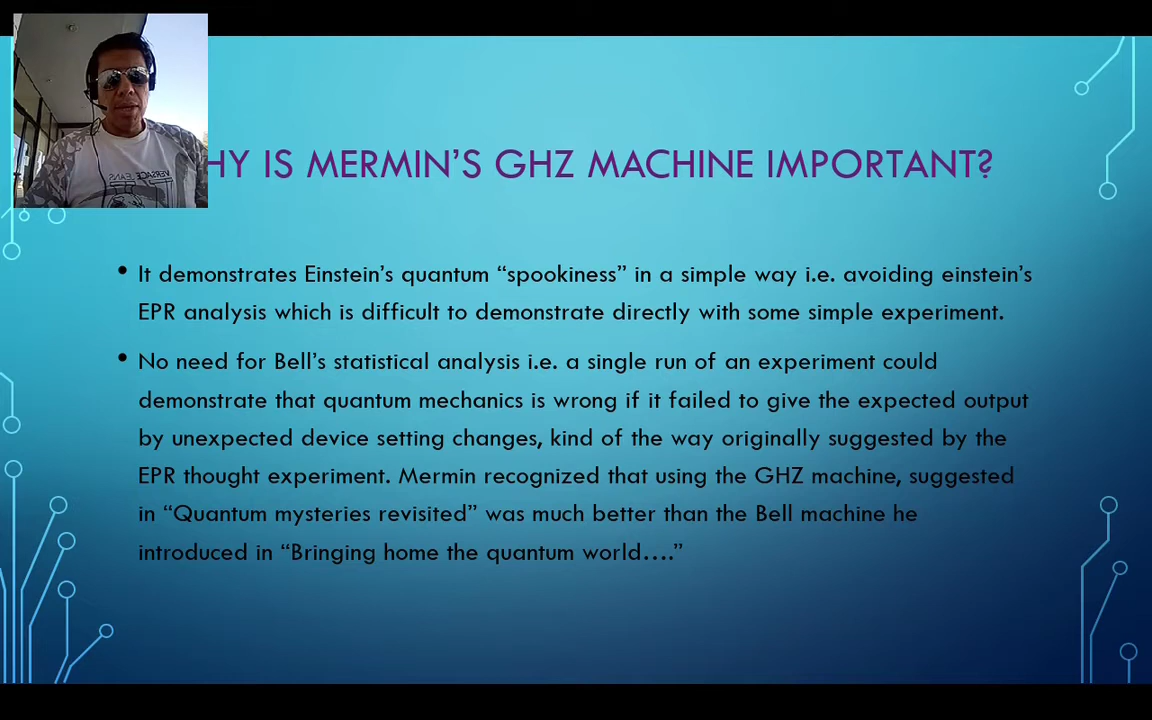 HY IS MERMIN'S GHZ MACHINE IMPORTANT?
• It demonstrates Einstein's quantum “spookiness” in a simple way i.e. avoiding einstein's
EPR analysis which is difficult to demonstrate directly with some simple experiment.
• No need for Bell's statistical analysis i.e. a single run of an experiment could
demonstrate that quantum mechanics is wrong if it failed to give the expected output
by unexpected device setting changes, kind of the way originally suggested by the
EPR thought experiment. Mermin recognized that using the GHZ machine, suggested
in “Quantum mysteries revisited” was much better than the Bell machine he
introduced in “Bringing home the quantum world....”
VERSACE JEANS